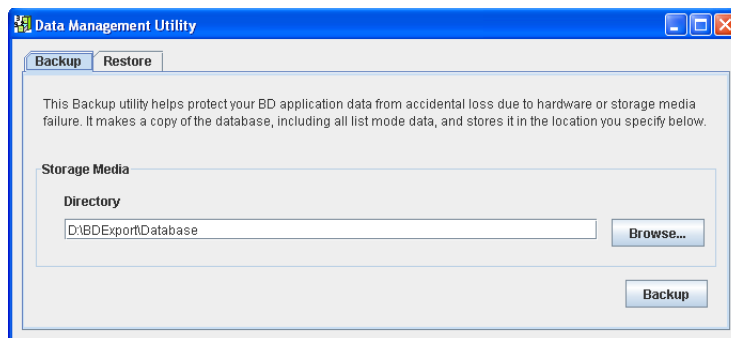 Data Management Utility
Backup Restore
This Backup utility helps protect your BD application data from accidental loss due to hardware or storage media
failure. It makes a copy of the database, including all list mode data, and stores it in the location you specify below.
Storage Media
Directory
D:\BDExport\Database Browse...
Backup